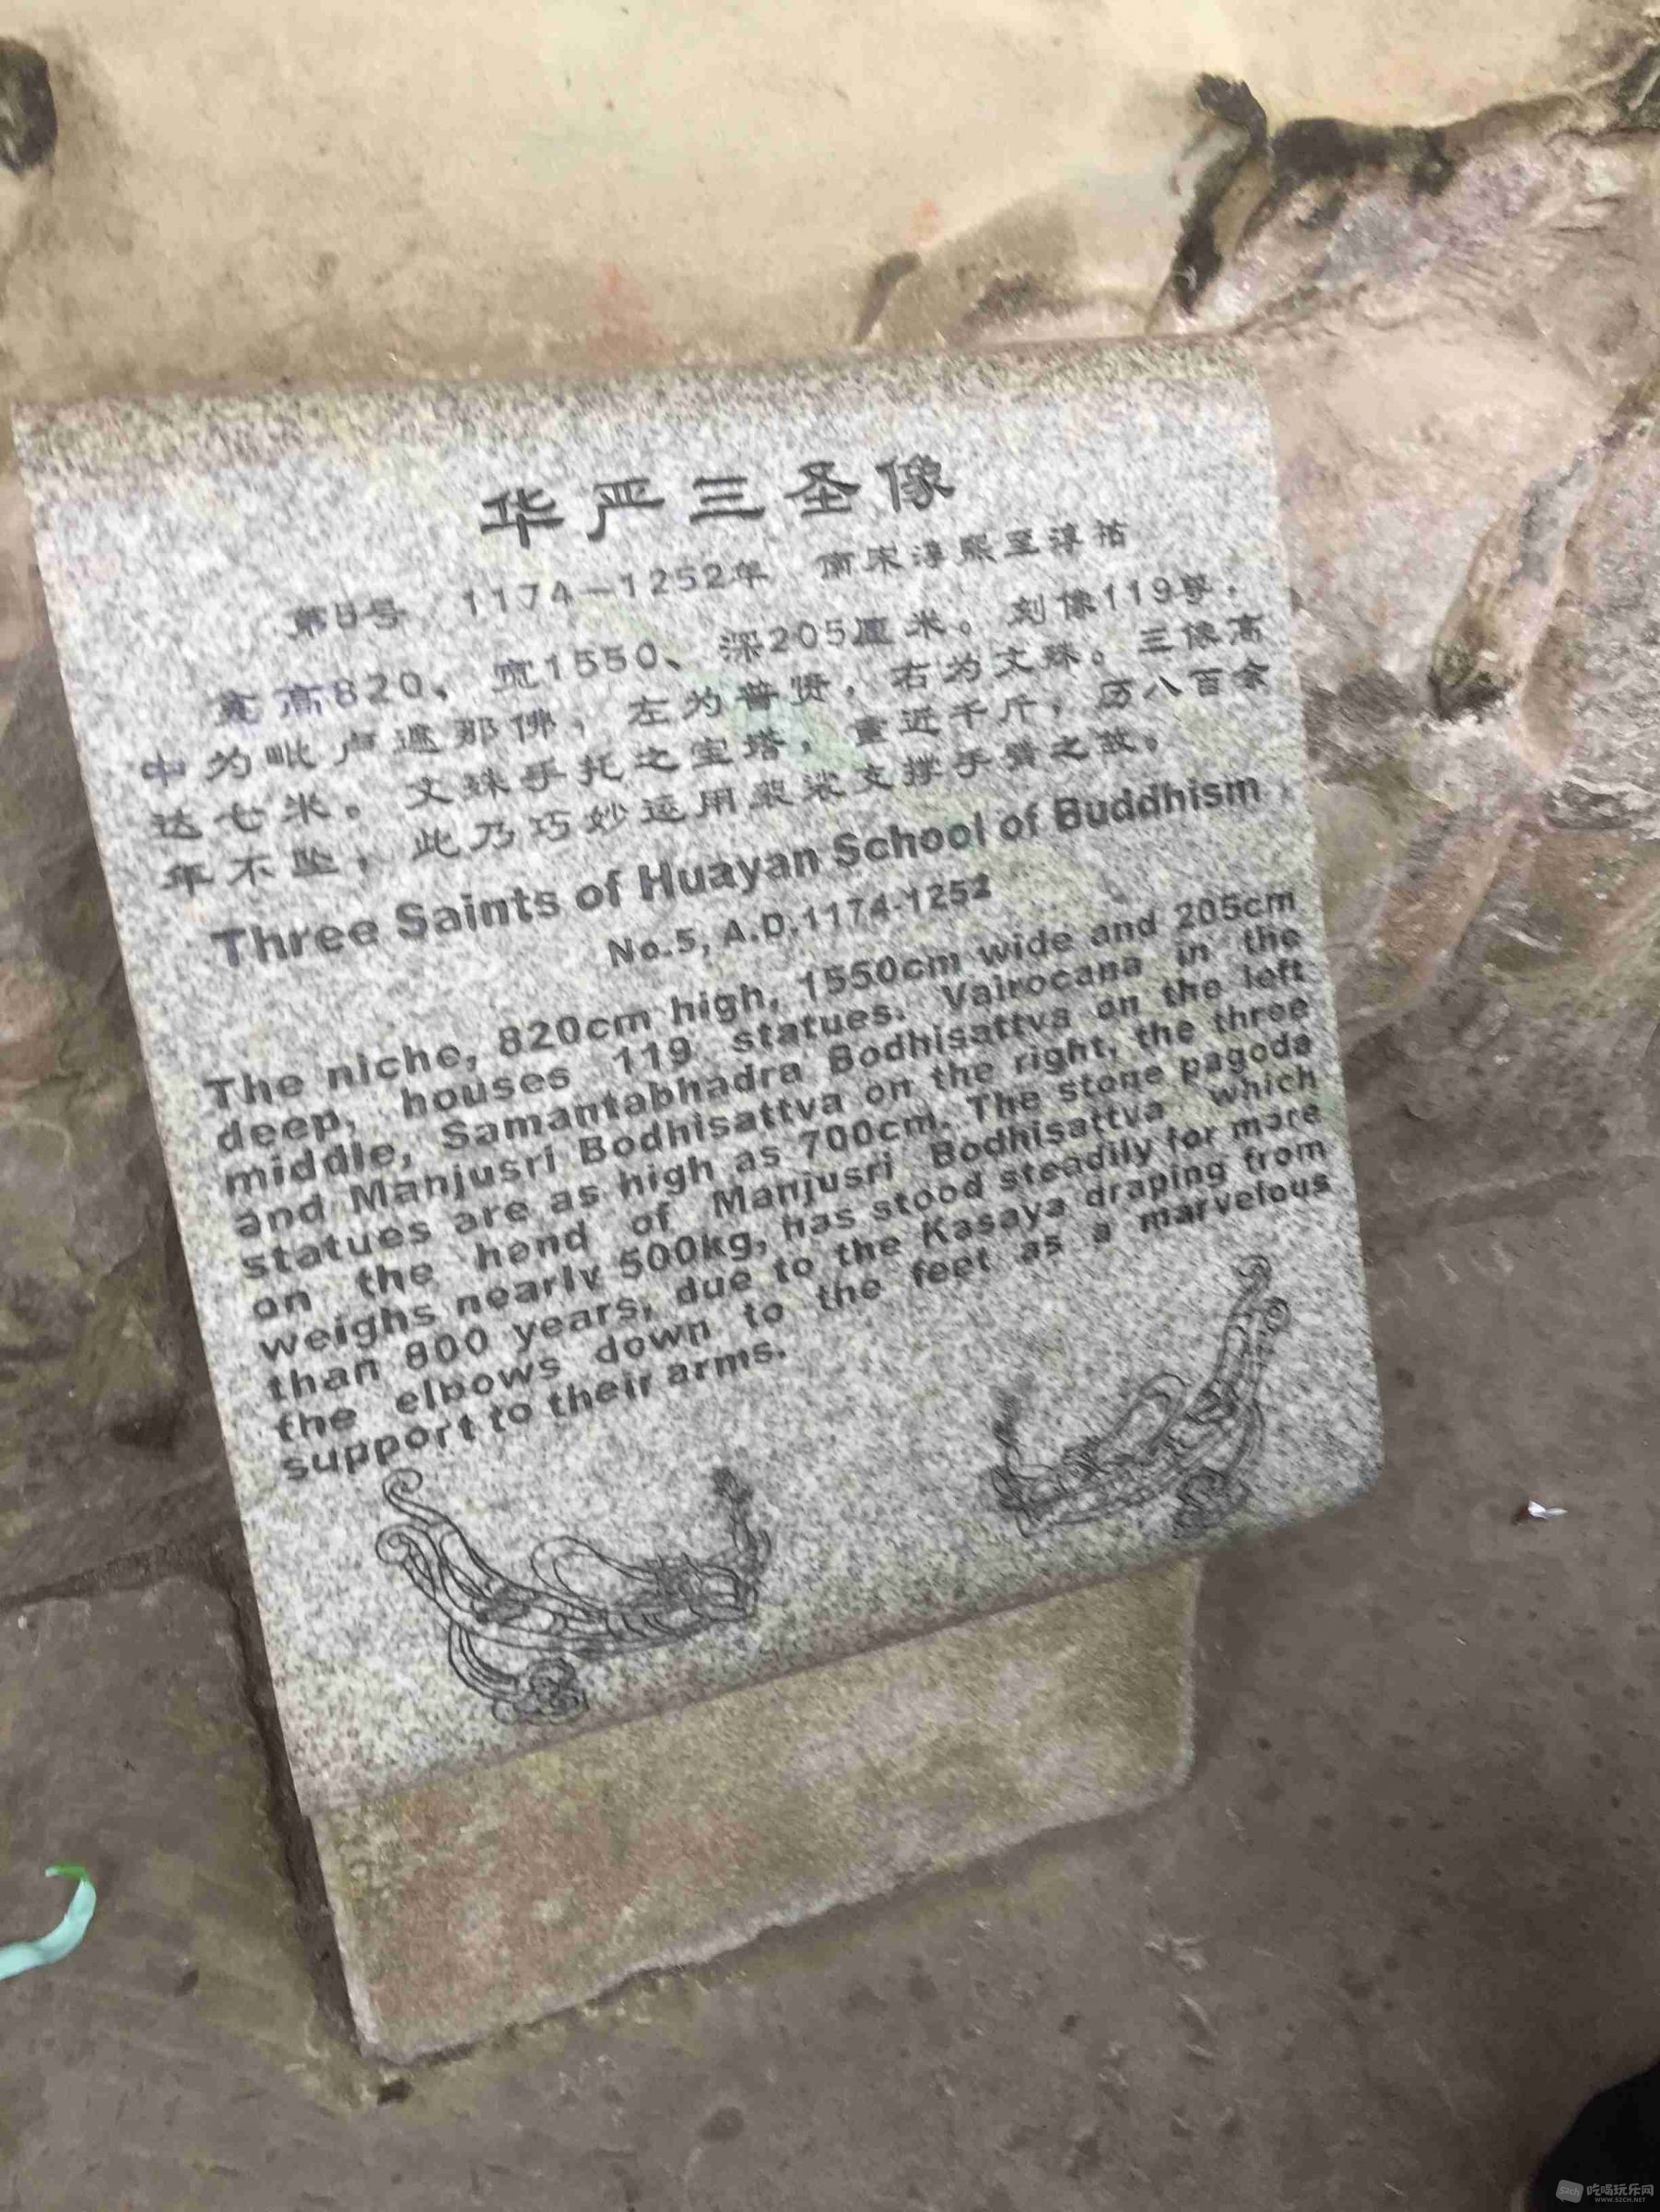 华严三圣像
第5号 1174-1252年 南宋淳熙至淳祐
龛高820、宽1550、深205厘米。刻像119尊.
中为毗卢遮那佛，左为普贤，右为文殊。三像高
达七米。文殊手托之宝塔，重近千斤，历八百余
年不坠，此乃巧妙运用袈裟支撑手臂之故。
Three Saints of Huayan School of Buddhism
No.5, A.D.1174-1252
The niche, 820cm high, 1550cm wide and 205cm
deep, houses 119 statues. Vairocana in the
middle, Samantabhadra Bodhisattva on the left
and Manjusri Bodhisattva on the right, the three
statues are as high as 700cm. The stone pagoda
on the hand of Manjusri Bodhisattva which
weighs nearly 500kg, has stood steadily for more
than 800 years, due to the Kasaya draping from
the elbows down to the feet as a marvelous
support to their arms.
52ch 吃喝玩乐网
WWW.52CH.NET